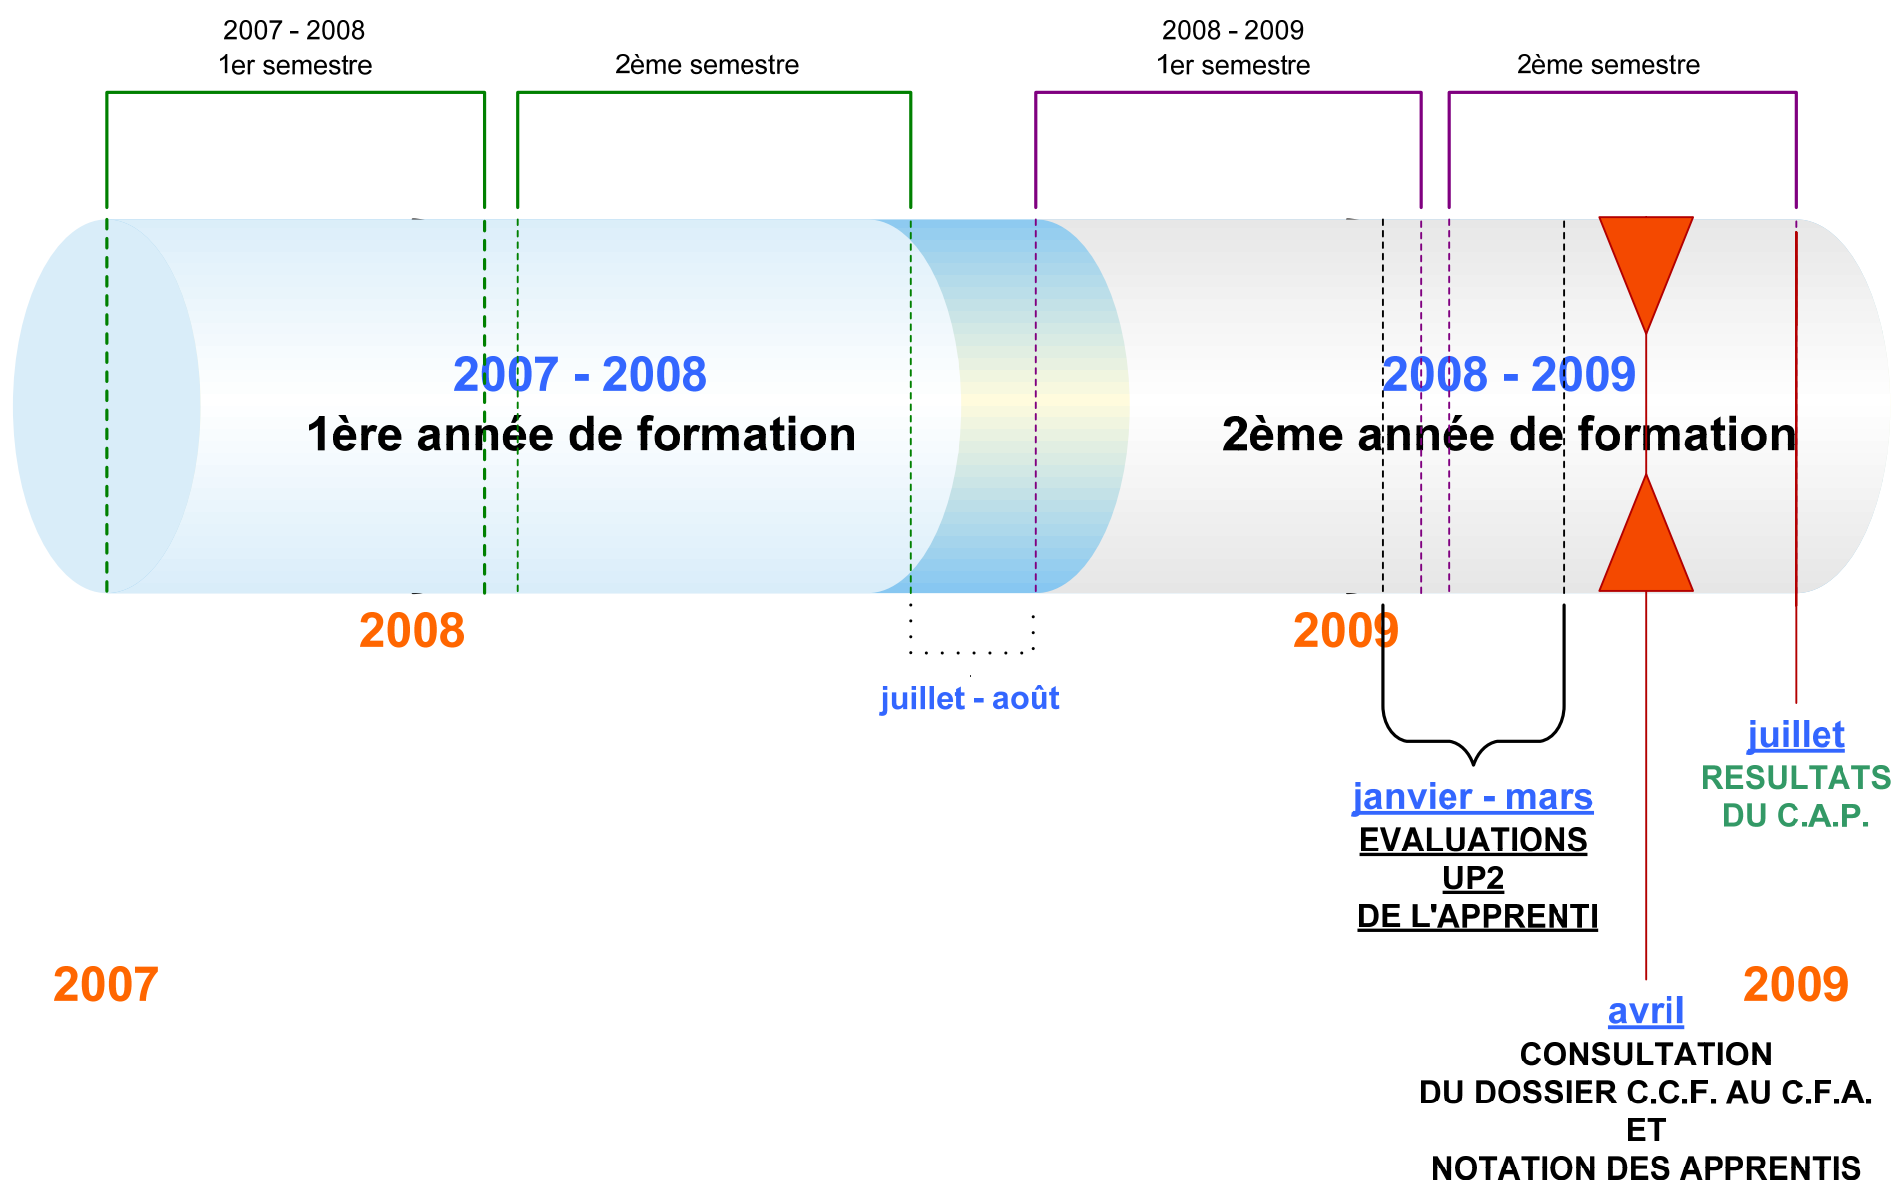 2007 - 2008
1er semestre
2ème semestre
2008 - 2009
1er semestre
2ème semestre
2007 - 2008
1ère année de formation
2008 - 2009
2ème année de formation
2008
2009
juillet - août
juillet
RESULTATS
DU C.A.P.
janvier - mars
EVALUATIONS
UP2
DE L'APPRENTI
2007
2009
avril
CONSULTATION
DU DOSSIER C.C.F. AU C.F.A.
ET
NOTATION DES APPRENTIS